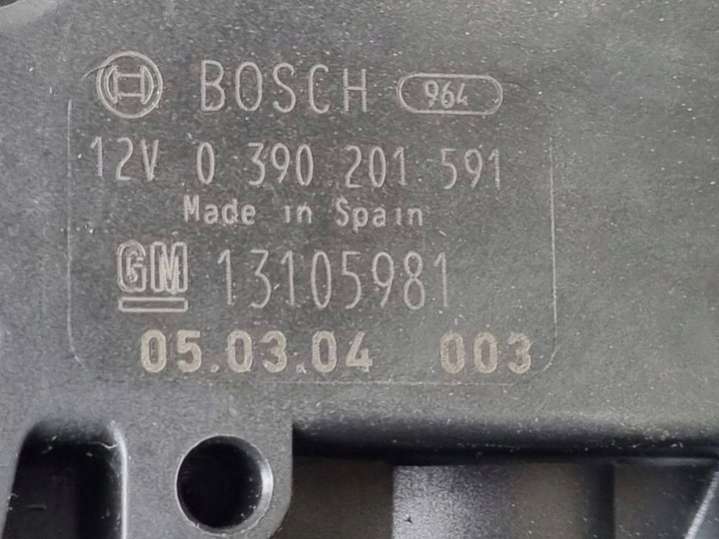 BOSCH 964
12V 0 390 201 591
Made in Spain
GM 13105981
05.03.04 003